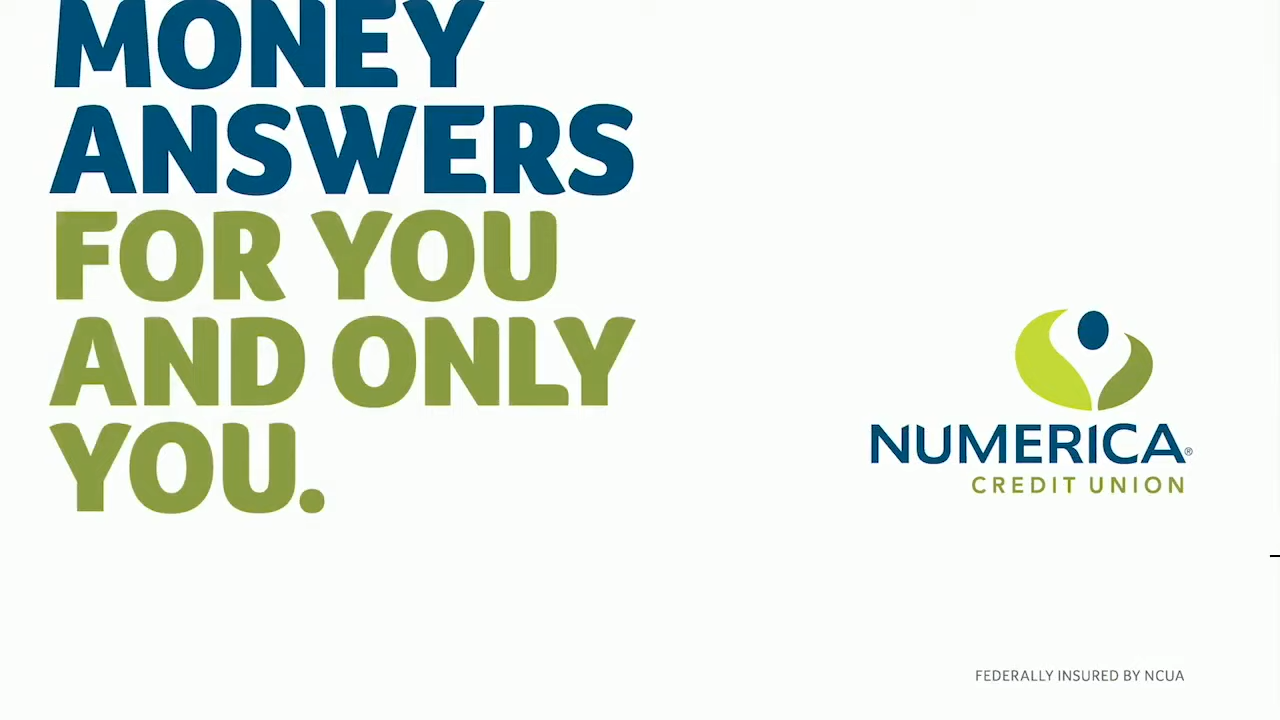 MONEY
ANSWERS
FOR YOU
AND ONLY
YOU.
NUMERICA®
CREDIT UNION
FEDERALLY INSURED BY NCUA